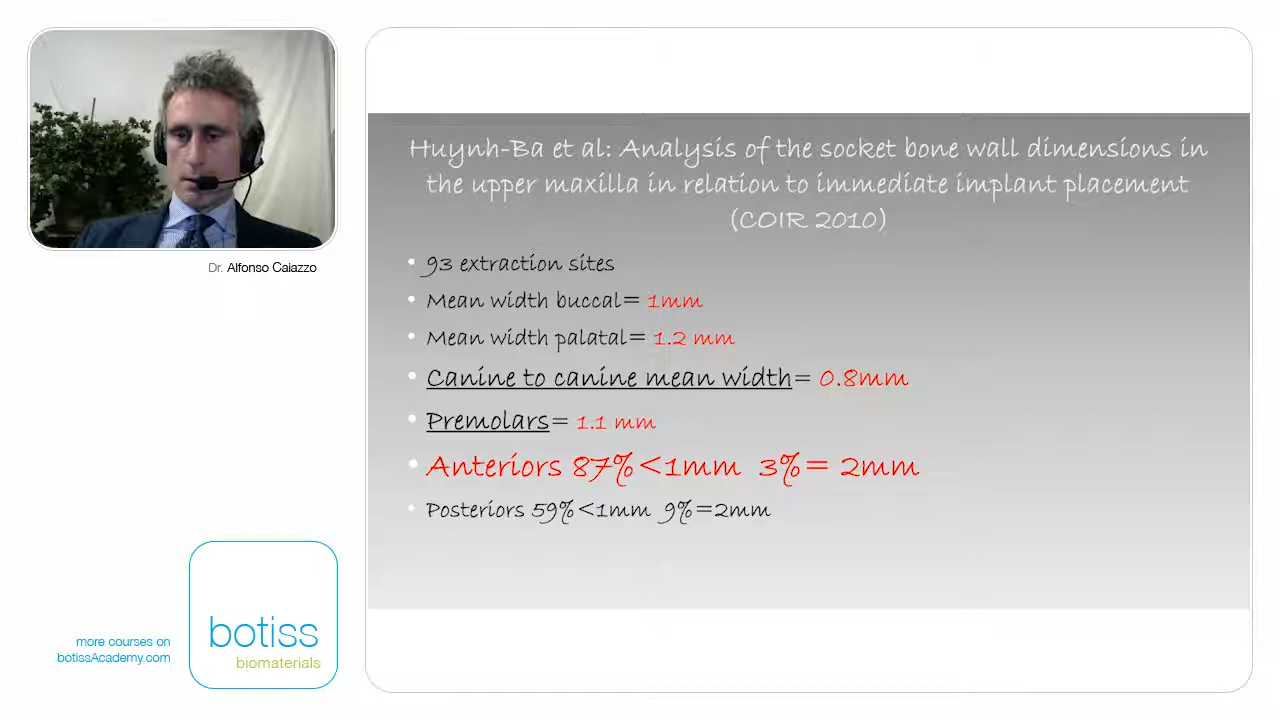 Dr. Alfonso Caiazzo
Huynh-Ba et al: Analysis of the socket bone wall dimensions in
the upper maxilla in relation to immediate implant placement
(COIR 2010)
• 93 extraction sites
• Mean width buccal= 1mm
• Mean width palatal= 1.2 mm
• Canine to canine mean width= 0.8mm
• Premolars= 1.1 mm
• Anteriors 87%<1mm 3%= 2mm
• Posteriors 59%<1mm 9%=2mm
more courses on
botissAcademy.com
botiss
biomaterials